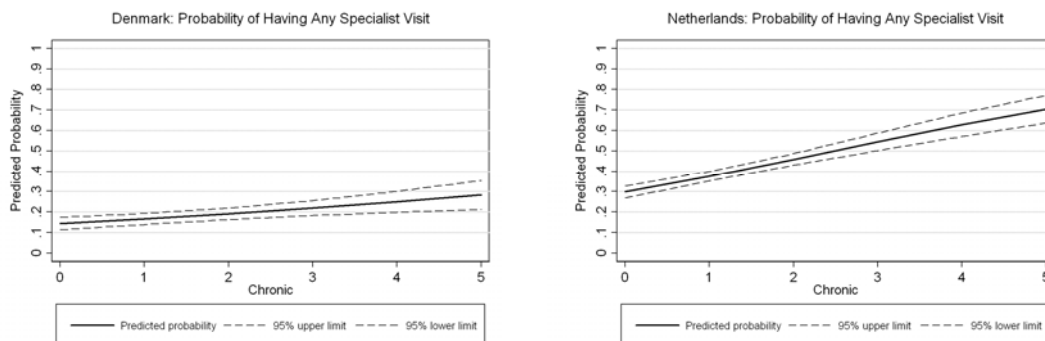 Denmark: Probability of Having Any Specialist Visit
Predicted Probability
1
.9
.8
.7
.6
.5
.4
.3
.2
.1
0
0 1 2 3 4 5
Chronic
Predicted probability 95% upper limit 95% lower limit
Netherlands: Probability of Having Any Specialist Visit
Predicted Probability
1
.9
.8
.7
.6
.5
.4
.3
.2
.1
0
0 1 2 3 4 5
Chronic
Predicted probability 95% upper limit 95% lower limit